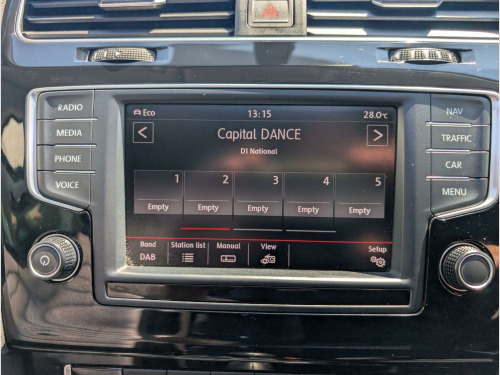 RADIO
MEDIA
PHONE
VOICE
Eco 13:15 28.0°C
< Capital DANCE >
D1 National
1 2 3 4 5
Empty Empty Empty Empty Empty
Band Station list Manual View Setup
DAB
NAV
TRAFFIC
CAR
MENU